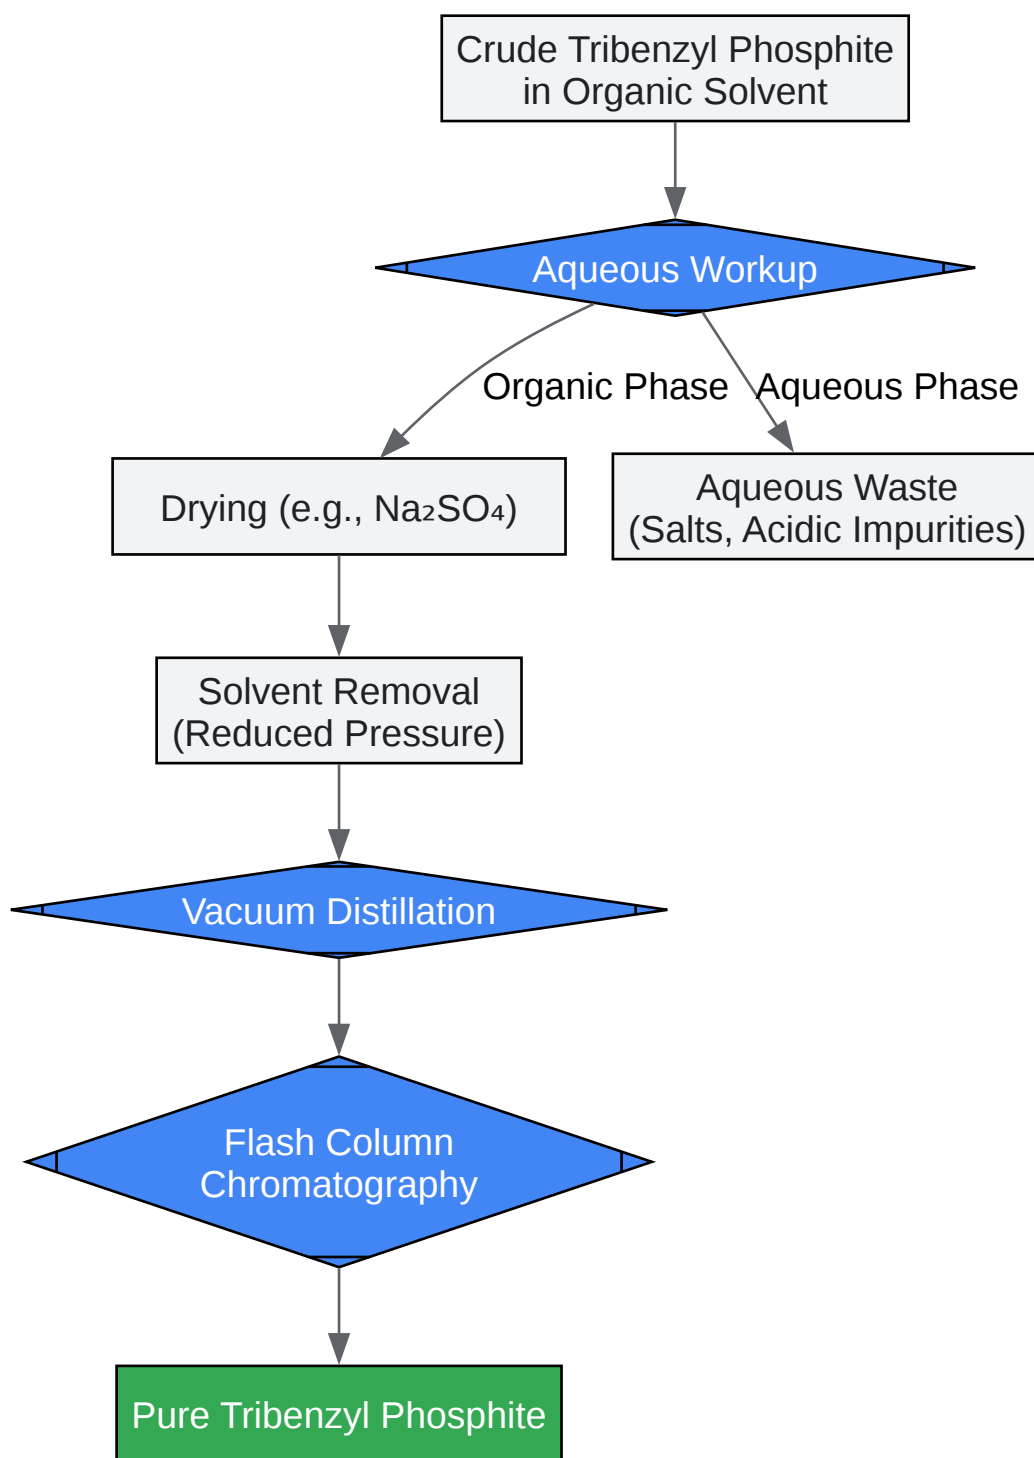 Crude Tribenzyl Phosphite
in Organic Solvent
Aqueous Workup
Organic Phase
Aqueous Phase
Drying (e.g., Na₂SO₄)
Aqueous Waste
(Salts, Acidic Impurities)
Solvent Removal
(Reduced Pressure)
Vacuum Distillation
Flash Column
Chromatography
Pure Tribenzyl Phosphite